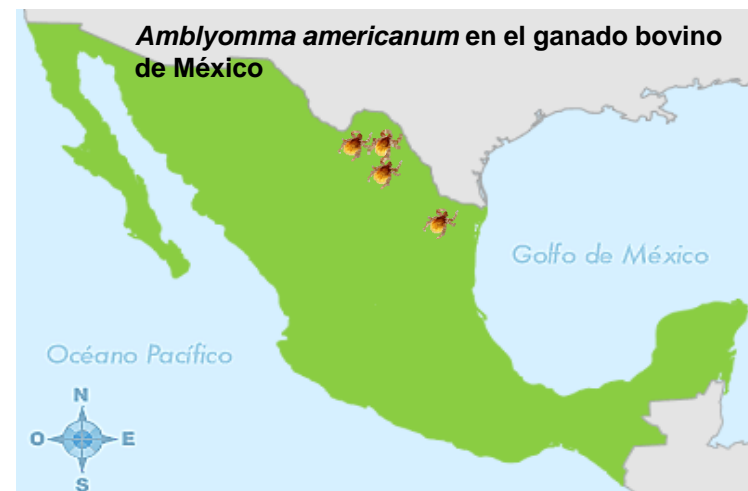 Amblyomma americanum en el ganado bovino
de México
Golfo de México
Océano Pacífico
N
O
E
S